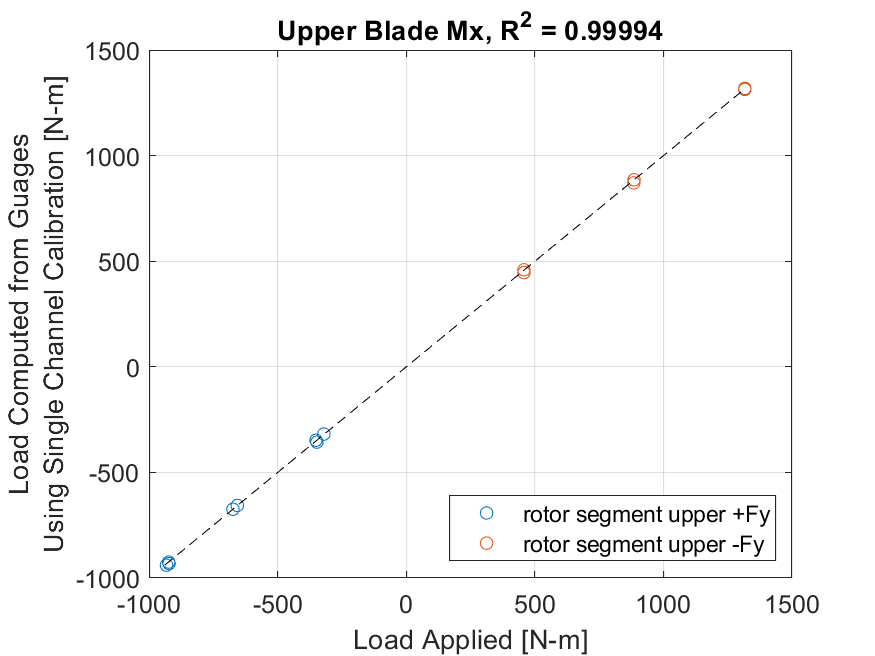 Upper Blade Mx, R² = 0.99994
Load Computed from Guages
Using Single Channel Calibration [N-m]
1500
1000
500
0
-500
-1000
-1000 -500 0 500 1000 1500
Load Applied [N-m]
rotor segment upper +Fy
rotor segment upper -Fy